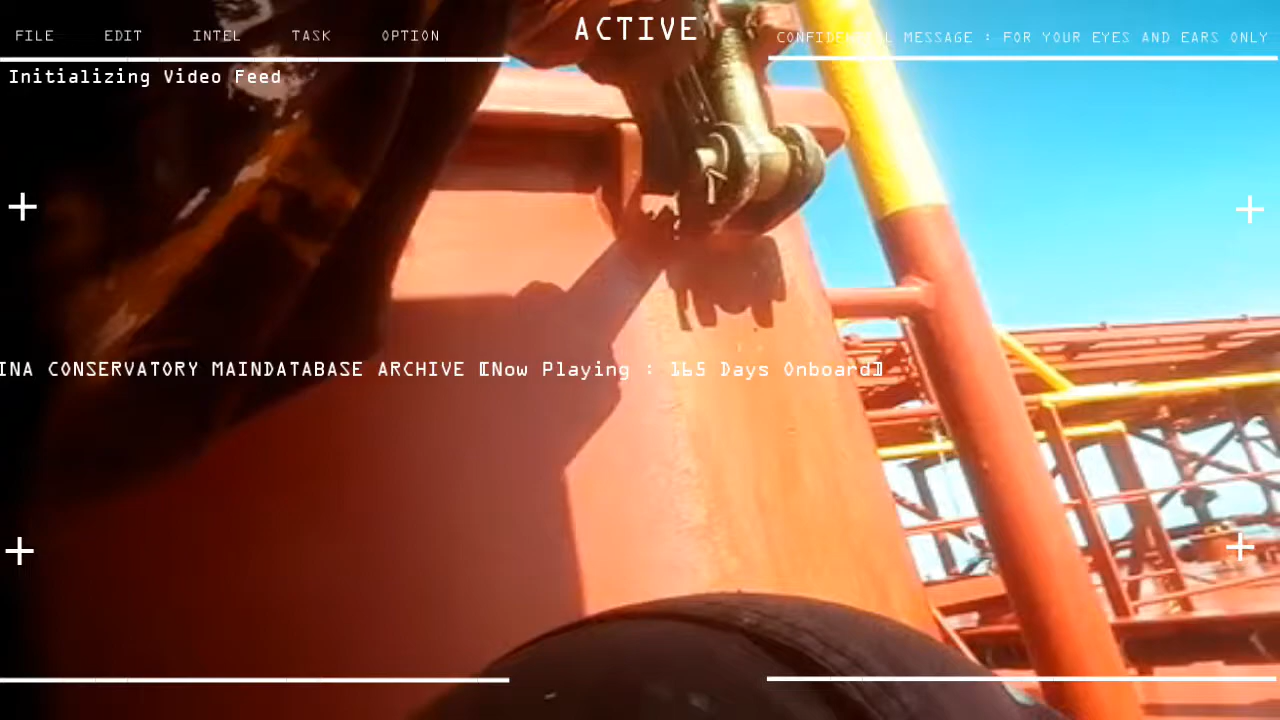 FILE EDIT INTEL TASK OPTION
ACTIVE
CONFIDENTIAL MESSAGE : FOR YOUR EYES AND EARS ONLY
Initializing Video Feed
INA CONSERVATORY MAINDATABASE ARCHIVE [Now Playing : 165 Days Onboard]